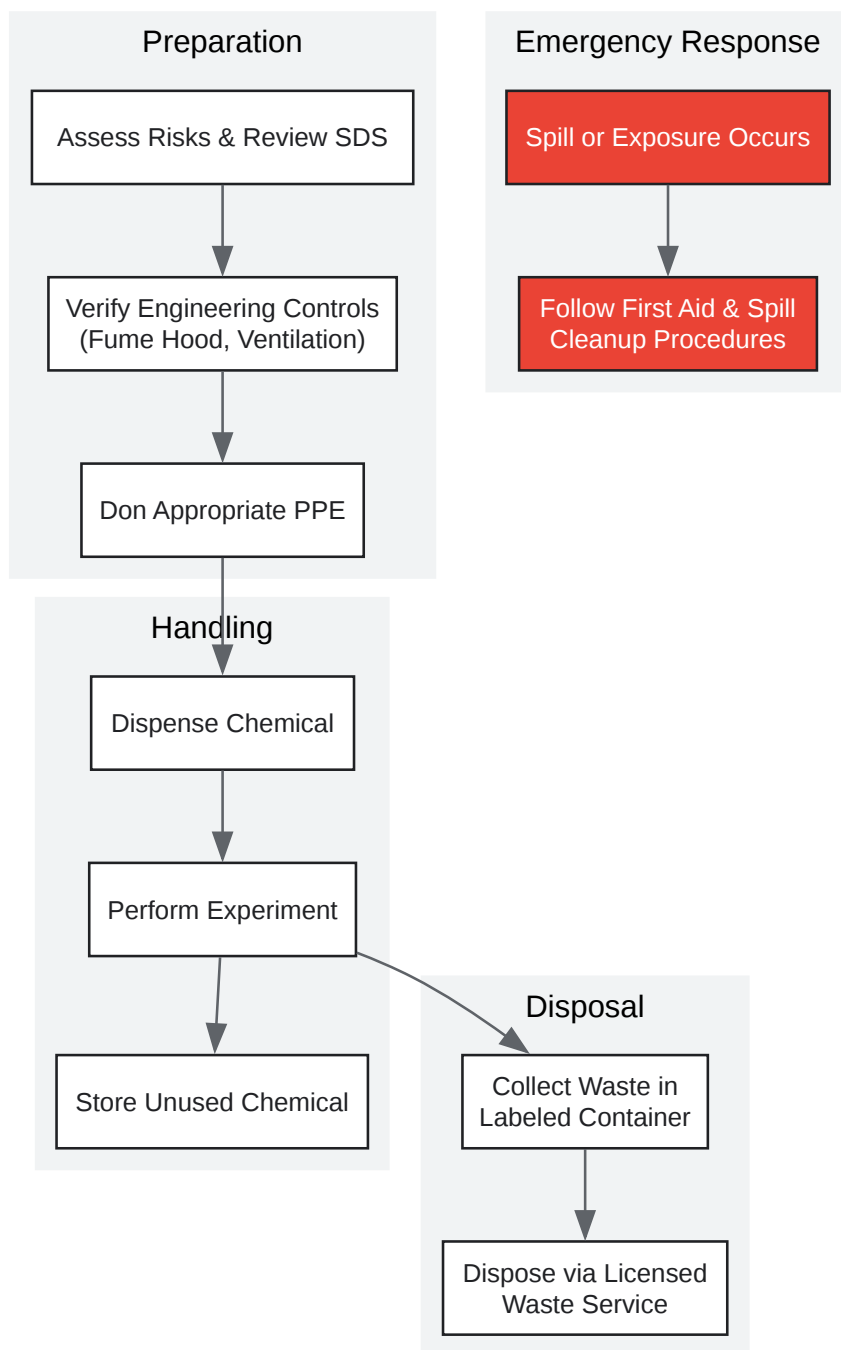 Preparation
Assess Risks & Review SDS
Verify Engineering Controls
(Fume Hood, Ventilation)
Don Appropriate PPE
Emergency Response
Spill or Exposure Occurs
Follow First Aid & Spill
Cleanup Procedures
Handling
Dispense Chemical
Perform Experiment
Store Unused Chemical
Disposal
Collect Waste in
Labeled Container
Dispose via Licensed
Waste Service